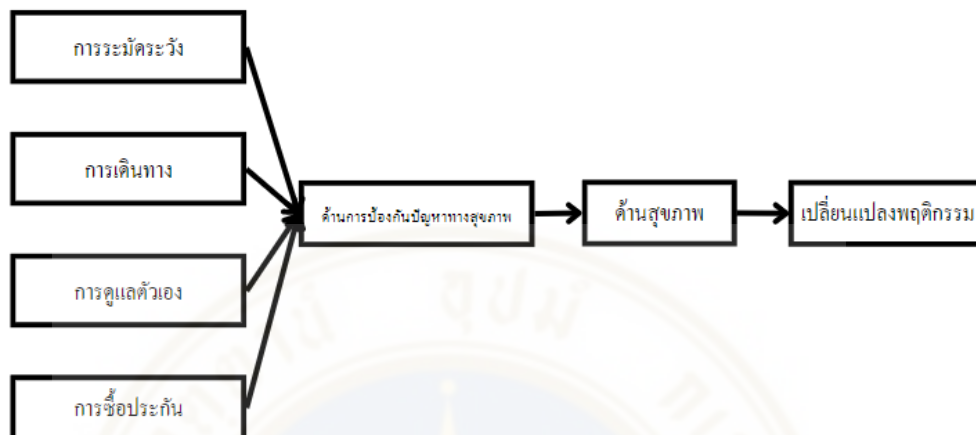 การระมัดระวัง
การเดินทาง
ด้านการป้องกันปัญหาทางสุขภาพ
ด้านสุขภาพ
เปลี่ยนแปลงพฤติกรรม
การดูแลตัวเอง
การซื้อประกัน